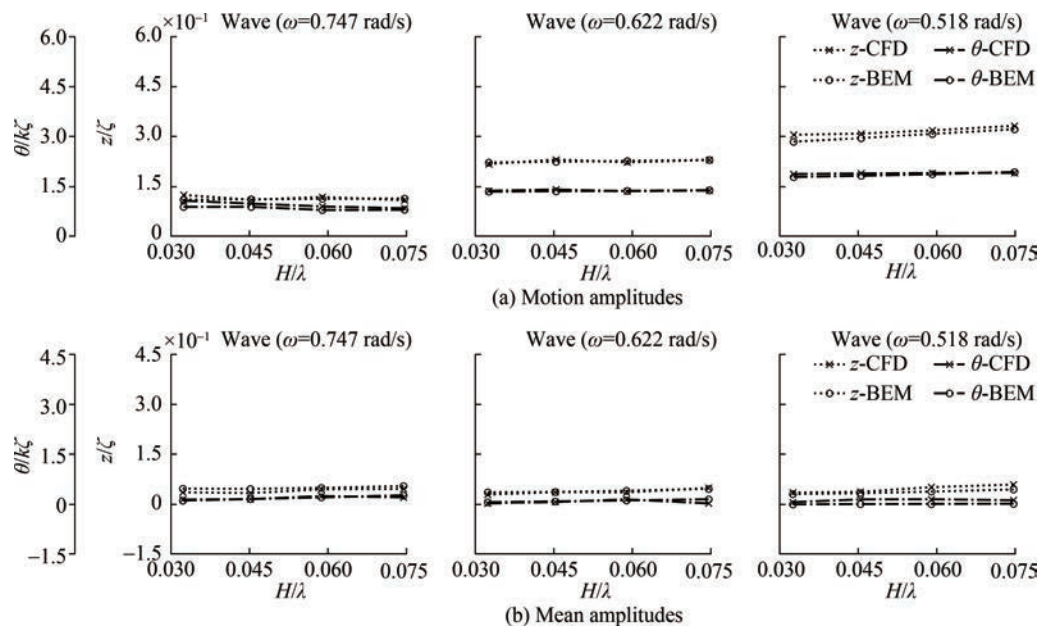 ×10⁻¹
Wave (ω=0.747 rad/s)
Wave (ω=0.622 rad/s)
Wave (ω=0.518 rad/s)
6.0
6.0
z-CFD
θ-CFD
4.5
4.5
z-BEM
θ-BEM
θ/kζ
z/ζ
3.0
3.0
1.5
1.5
0
0
0.030 0.045 0.060 0.075
0.030 0.045 0.060 0.075
0.030 0.045 0.060 0.075
H/λ
H/λ
H/λ
(a) Motion amplitudes
×10⁻¹
Wave (ω=0.747 rad/s)
Wave (ω=0.622 rad/s)
Wave (ω=0.518 rad/s)
4.5
4.5
z-CFD
θ-CFD
3.0
3.0
z-BEM
θ-BEM
θ/kζ
z/ζ
1.5
1.5
0
0
−1.5
−1.5
0.030 0.045 0.060 0.075
0.030 0.045 0.060 0.075
0.030 0.045 0.060 0.075
H/λ
H/λ
H/λ
(b) Mean amplitudes